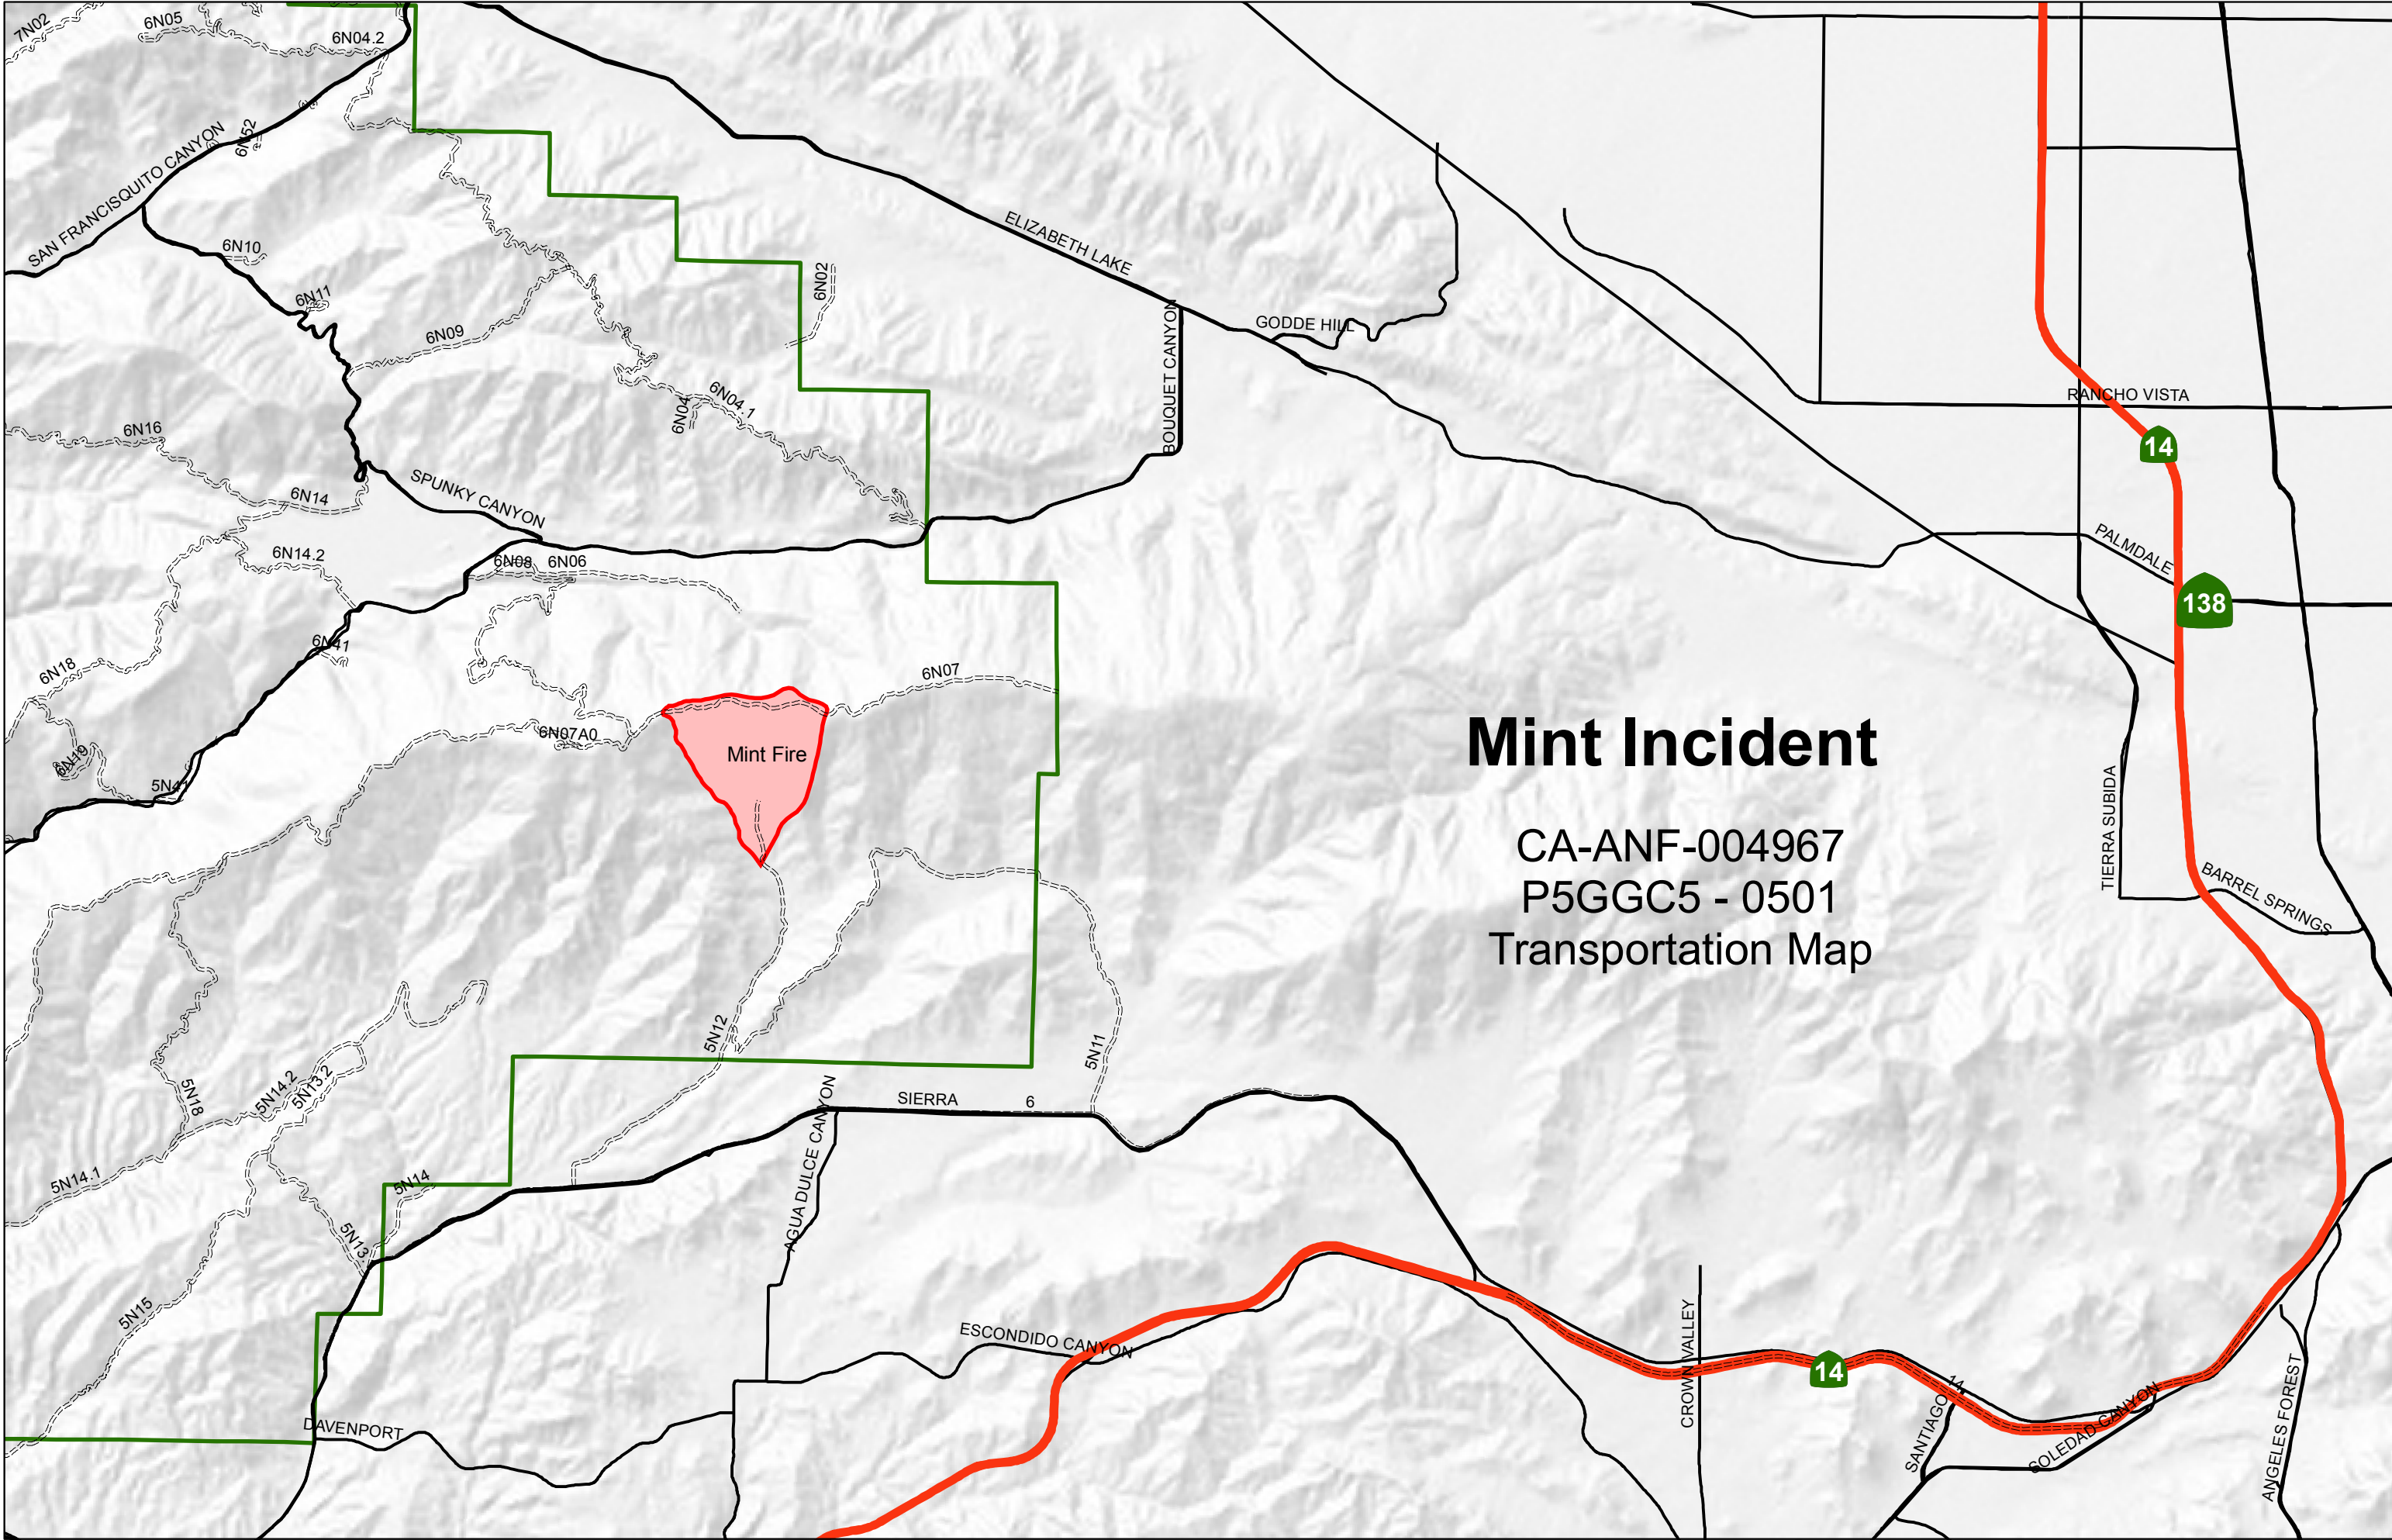 7N02
6N05
6N04.2
SAN FRANCISQUITO CANYON
6N52
6N10
6N11
6N09
6N02
ELIZABETH LAKE
GODDE HILL
BOUQUET CANYON
RANCHO VISTA
14
6N04
6N04.1
6N16
6N14
SPUNKY CANYON
6N14.2
6N08
6N06
PALMDALE
138
6N41
6N18
6N07
6N07A0
Mint Fire
6N19
5N41
Mint Incident
CA-ANF-004967
P5GGC5 - 0501
Transportation Map
TIERRA SUBIDA
BARREL SPRINGS
5N12
5N11
5N18
5N14.2
5N13.2
SIERRA
6
AGUA DULCE CANYON
5N14.1
5N14
5N13
5N15
ESCONDIDO CANYON
CROWN VALLEY
14
14
SANTIAGO
SOLEDAD CANYON
ANGELES FOREST
DAVENPORT